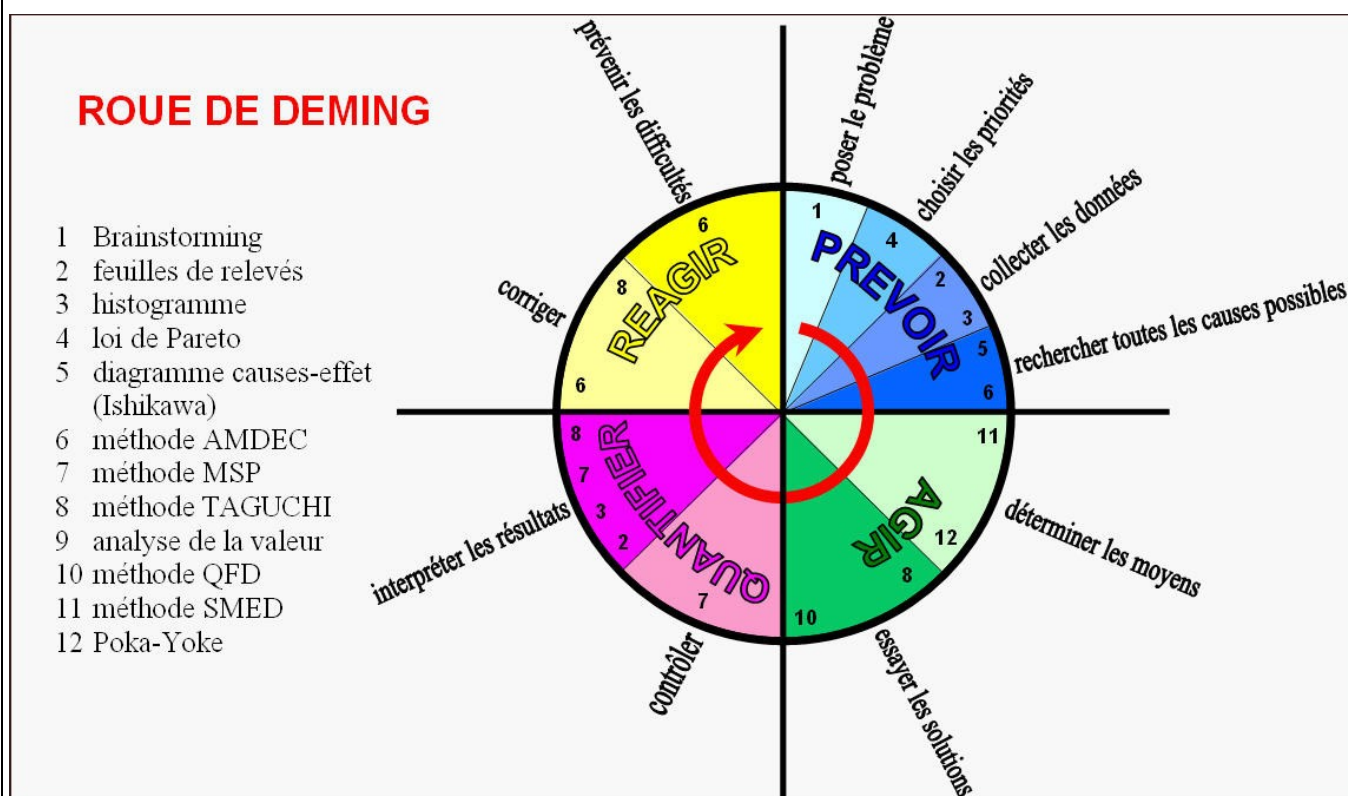 ROUE DE DEMING
1 Brainstorming
2 feuilles de relevés
3 histogramme
4 loi de Pareto
5 diagramme causes-effet
(Ishikawa)
6 méthode AMDEC
7 méthode MSP
8 méthode TAGUCHI
9 analyse de la valeur
10 méthode QFD
11 méthode SMED
12 Poka-Yoke
poser le problème
choisir les priorités
collecter les données
rechercher toutes les causes possibles
PREVOIR
1
4
2
3
5
6
déterminer les moyens
essayer les solutions
AGIR
11
12
8
10
contrôler
interpréter les résultats
QUANTIFIER
7
2
3
7
8
corriger
prévenir les difficultés
REAGIR
6
8
6